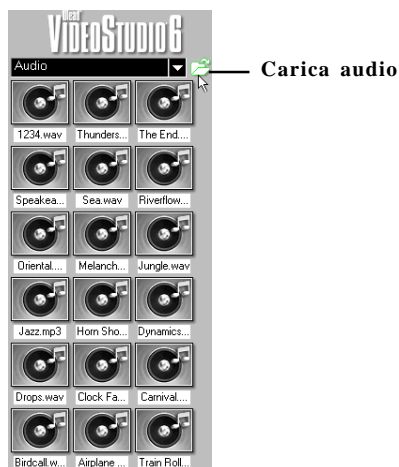 Ulead
VIDEOSTUDIO 6
Audio
Carica audio
1234.wav Thunders... The End....
Speakea... Sea.wav Riverflow...
Oriental.... Melanch... Jungle.wav
Jazz.mp3 Horn Sho... Dynamics...
Drops.wav Clock Fa... Carnival....
Birdcall.w... Airplane ... Train Roll...